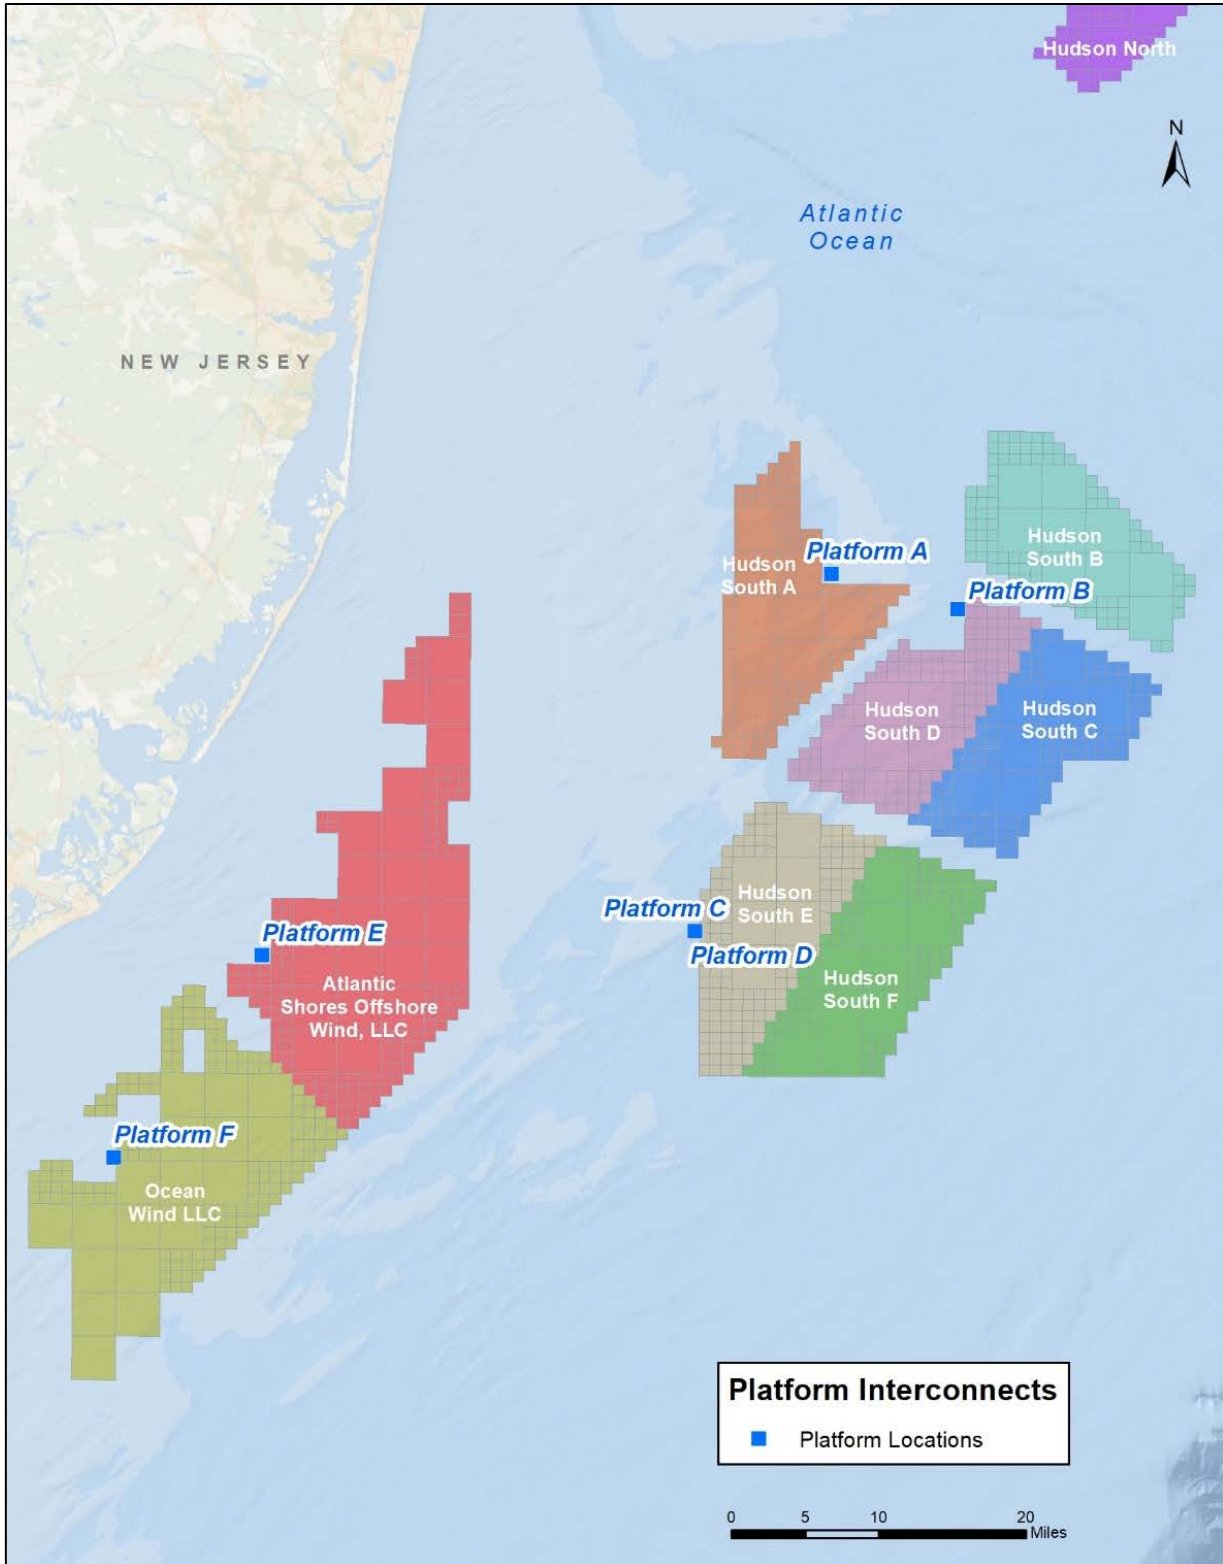 Hudson North
N
Atlantic
Ocean
NEW JERSEY
Hudson
South B
Platform A
Hudson
South A
Platform B
Hudson
South D
Hudson
South C
Hudson
South E
Platform C
Platform D
Platform E
Hudson
South F
Atlantic
Shores Offshore
Wind, LLC
Platform F
Ocean
Wind LLC
Platform Interconnects
Platform Locations
0 5 10 20
Miles